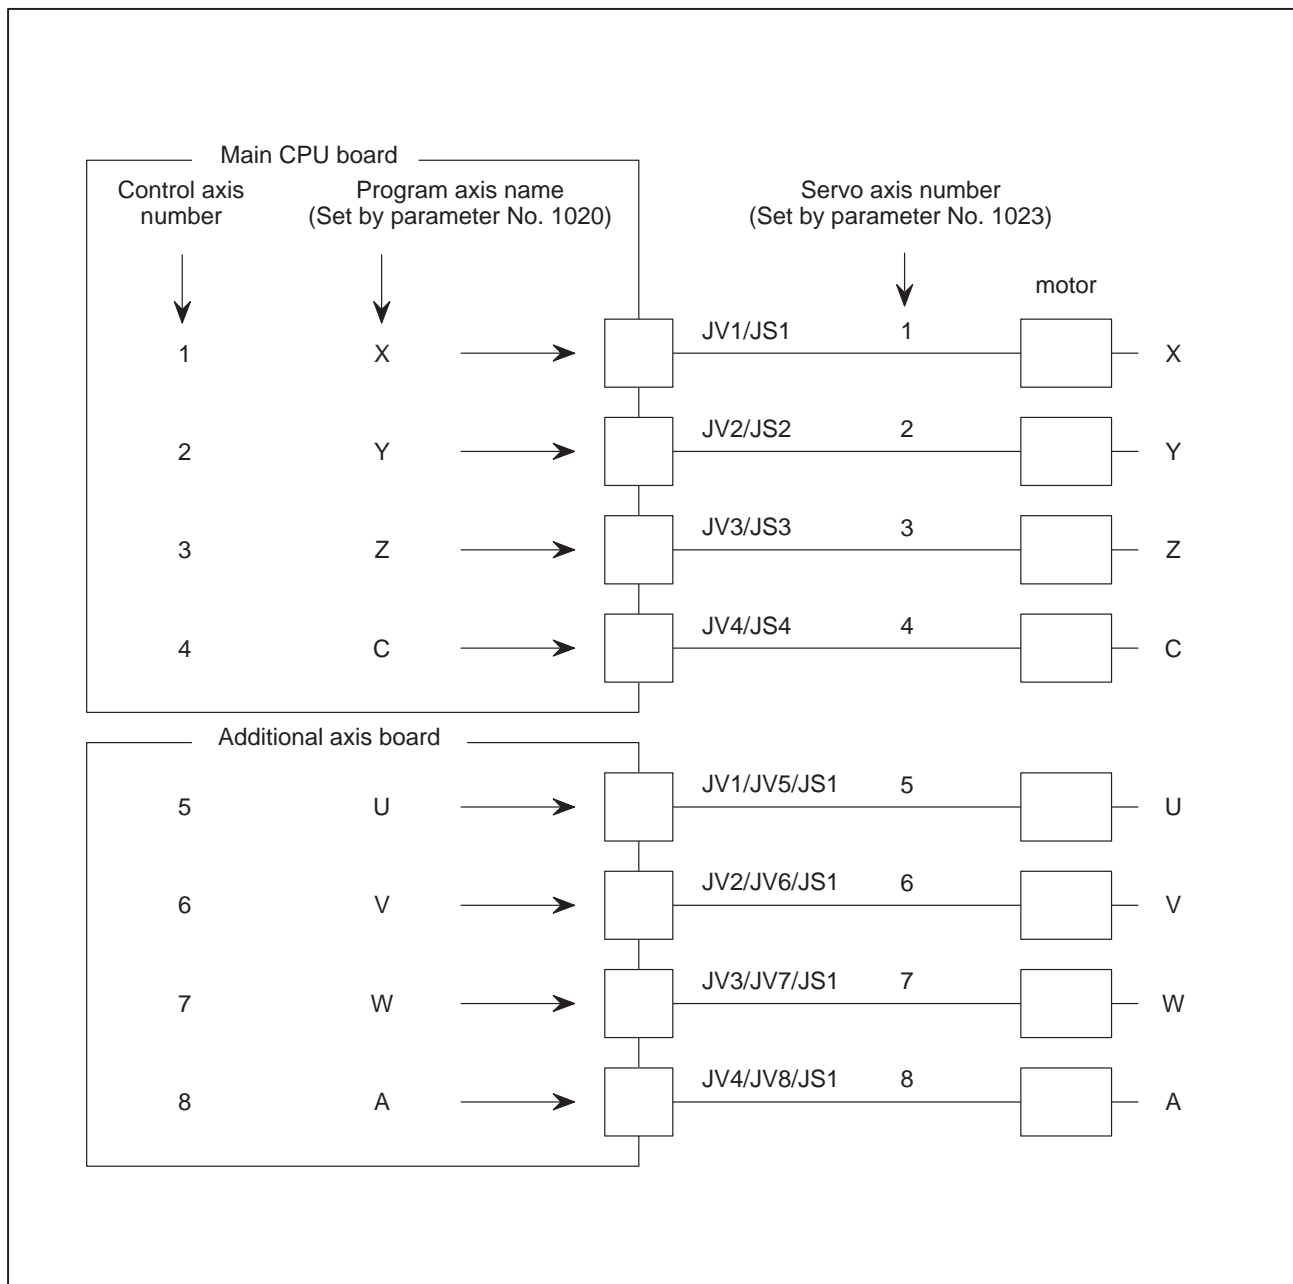 Main CPU board
Control axis number
Program axis name
(Set by parameter No. 1020)
Servo axis number
(Set by parameter No. 1023)
motor
1 X JV1/JS1 1 X
2 Y JV2/JS2 2 Y
3 Z JV3/JS3 3 Z
4 C JV4/JS4 4 C
Additional axis board
5 U JV1/JV5/JS1 5 U
6 V JV2/JV6/JS1 6 V
7 W JV3/JV7/JS1 7 W
8 A JV4/JV8/JS1 8 A